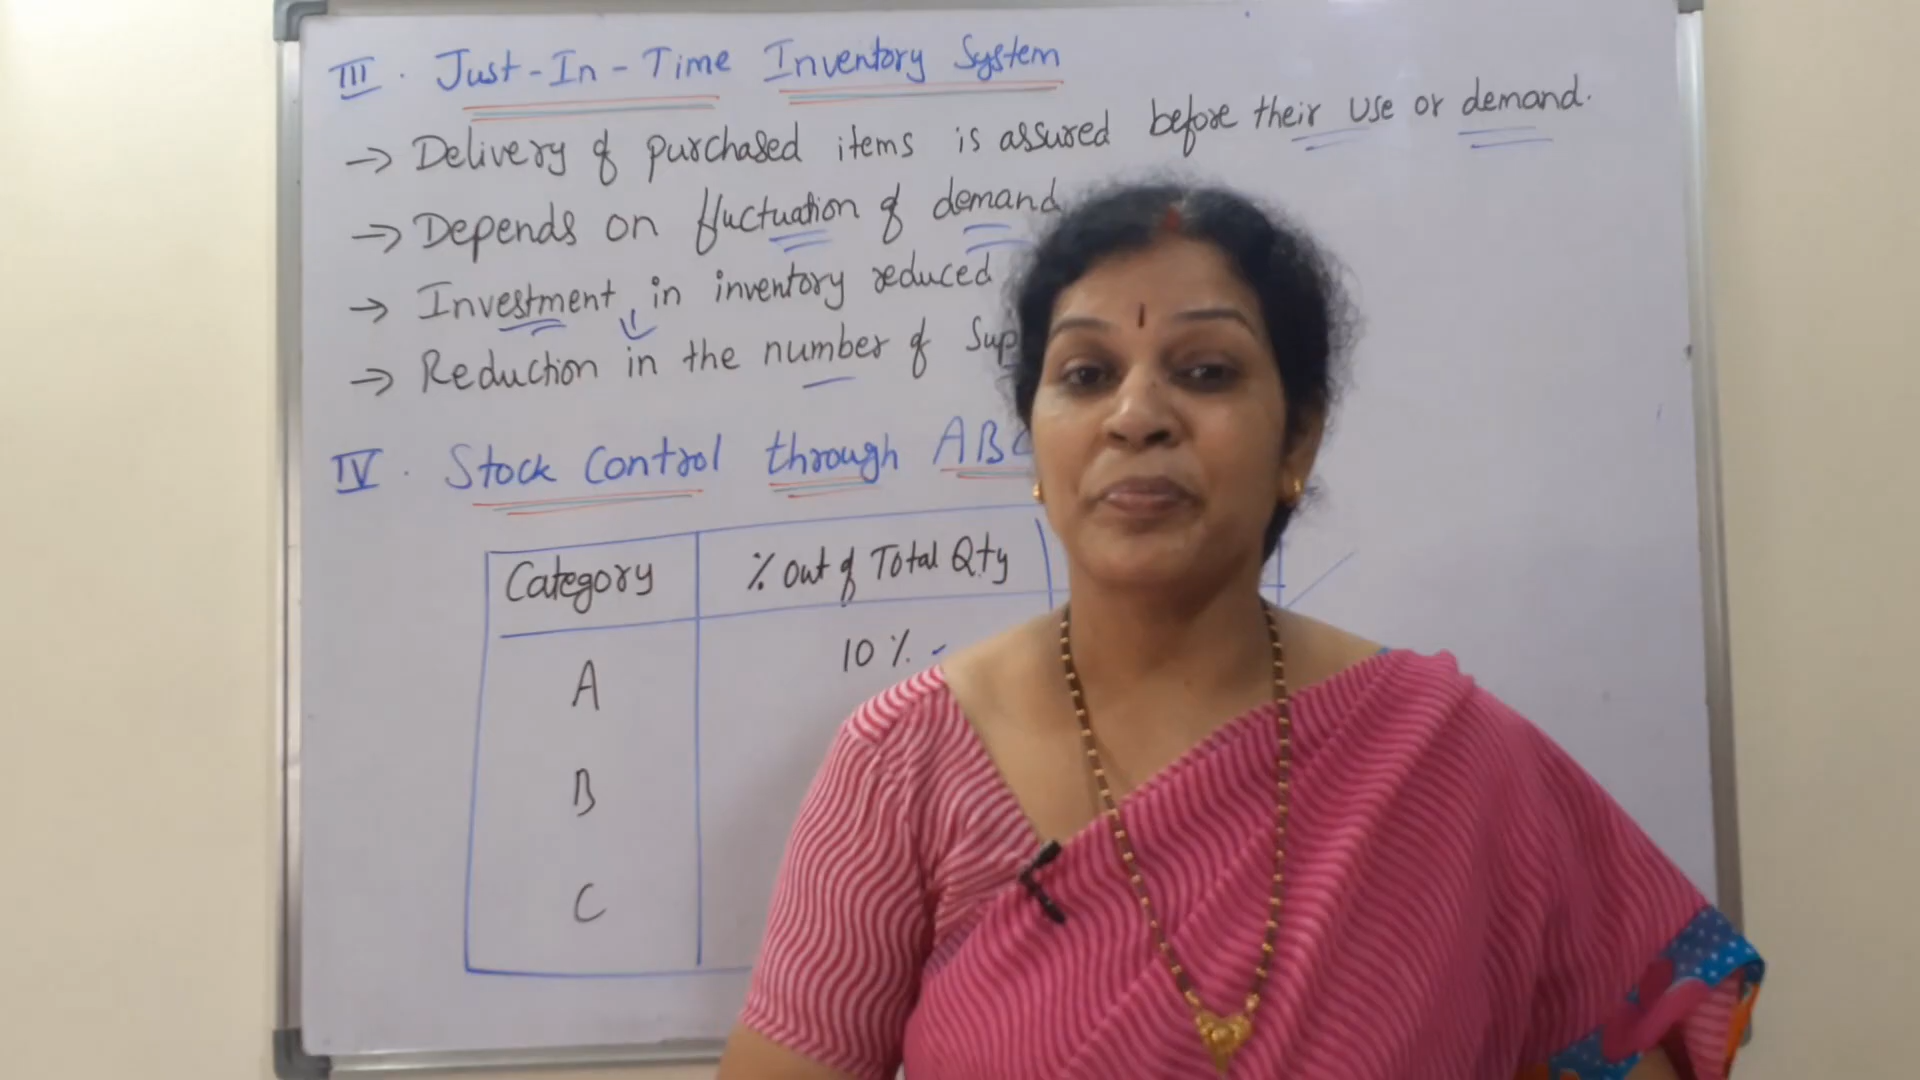 III. Just-In-Time Inventory System
→ Delivery of purchased items is assured before their use or demand.
→ Depends on fluctuation of demand
→ Investment in inventory reduced
→ Reduction in the number of
IV. Stock Control through ABC
Category % out of Total Qty
A 10%
B
C